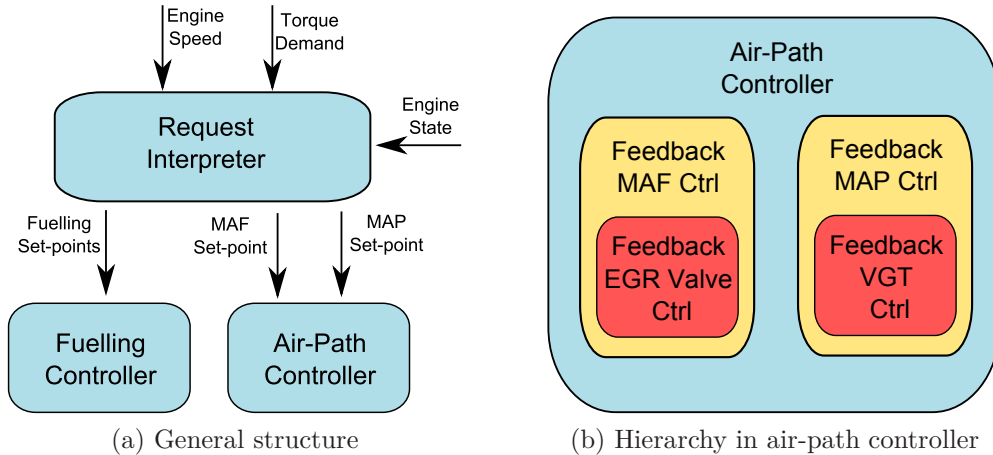 Engine
Speed
Torque
Demand
Request
Interpreter
Engine
State
Fuelling
Set-points
MAF
Set-point
MAP
Set-point
Fuelling
Controller
Air-Path
Controller
(a) General structure
Air-Path
Controller
Feedback
MAF Ctrl
Feedback
EGR Valve
Ctrl
Feedback
MAP Ctrl
Feedback
VGT
Ctrl
(b) Hierarchy in air-path controller